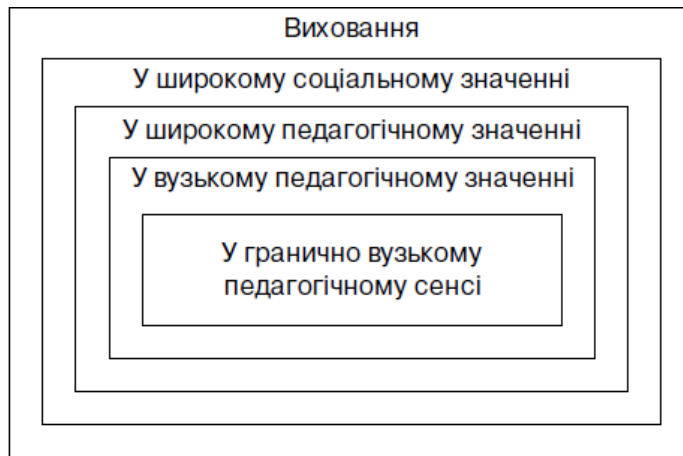 Виховання
У широкому соціальному значенні
У широкому педагогічному значенні
У вузькому педагогічному значенні
У гранично вузькому
педагогічному сенсі